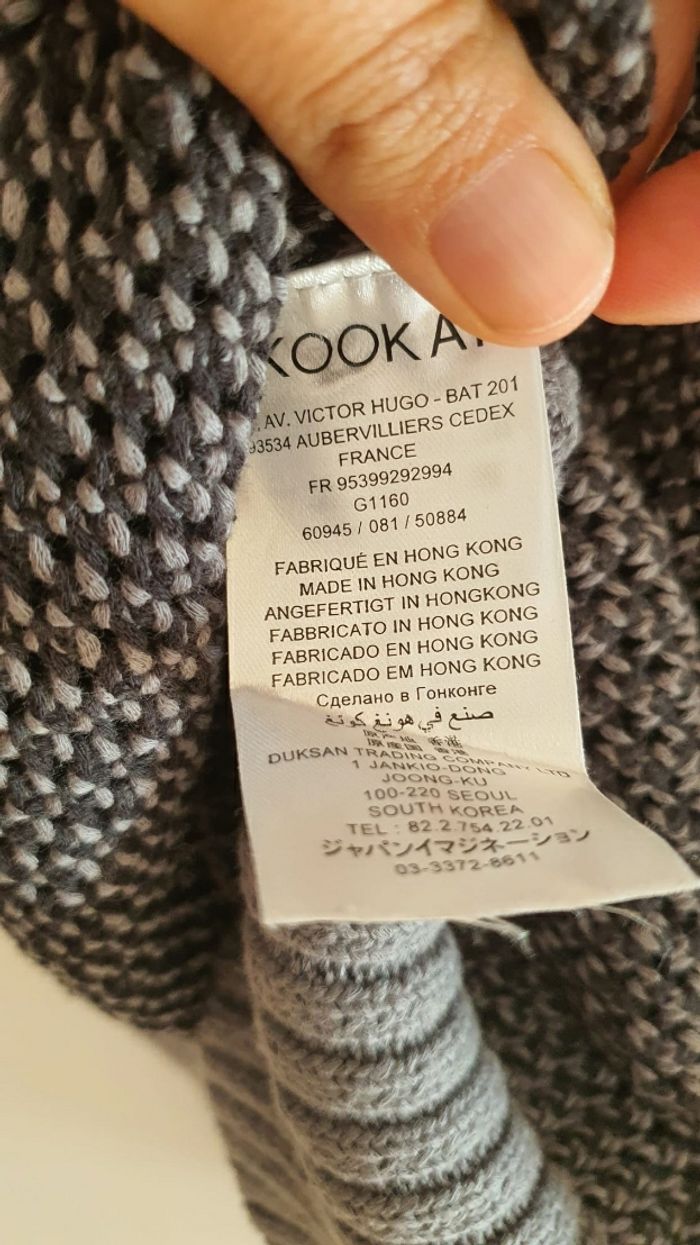 KOOKAÏ
, AV. VICTOR HUGO - BAT 201
93534 AUBERVILLIERS CEDEX
FRANCE
FR 95399292994
G1160
60945 / 081 / 50884
FABRIQUÉ EN HONG KONG
MADE IN HONG KONG
ANGEFERTIGT IN HONGKONG
FABBRICATO IN HONG KONG
FABRICADO EN HONG KONG
FABRICADO EM HONG KONG
Сделано в Гонконге
صنع في هونغ كونغ
DUKSAN TRADING COMPANY LTD
1 JANKIO-DONG
JOONG-KU
100-220 SEOUL
SOUTH KOREA
TEL : 82.2.754.22.01
ジャパンイマジネーション
03-3372-8611